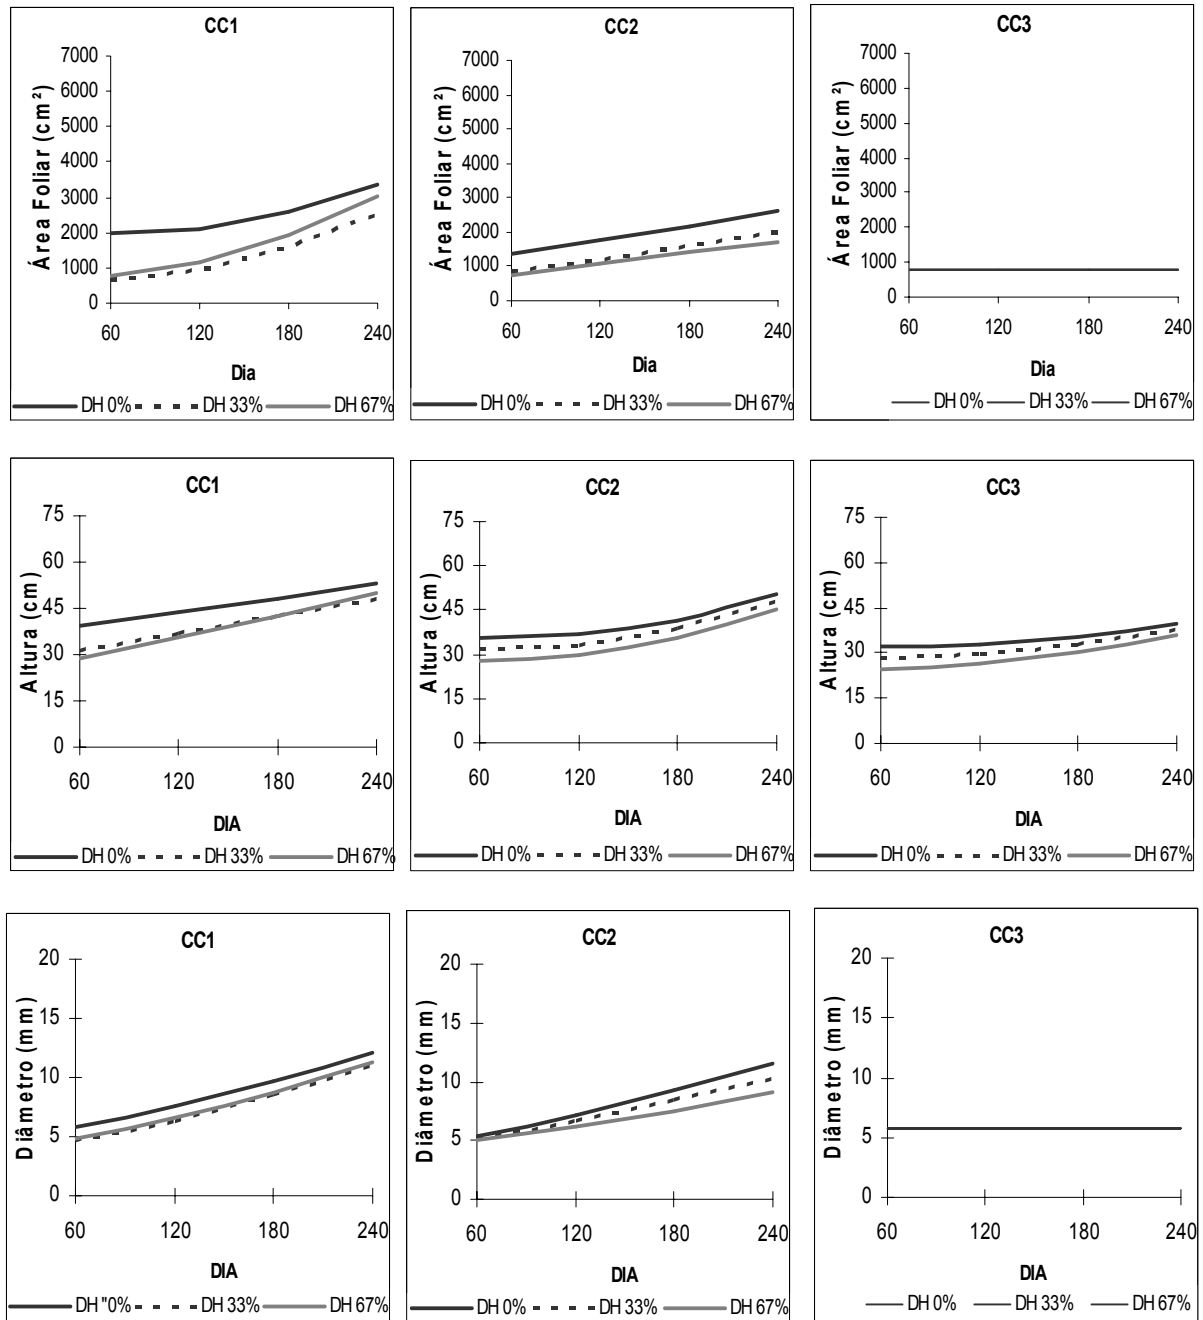 CC1
7000
6000
5000
4000
3000
2000
1000
0
Área Foliar (cm²)
60 120 180 240
Dia
DH 0% DH 33% DH 67%
CC2
7000
6000
5000
4000
3000
2000
1000
0
Área Foliar (cm²)
60 120 180 240
Dia
DH 0% DH 33% DH 67%
CC3
7000
6000
5000
4000
3000
2000
1000
0
Área Foliar (cm²)
60 120 180 240
Dia
DH 0% DH 33% DH 67%
CC1
75
60
45
30
15
0
Altura (cm)
60 120 180 240
DIA
DH 0% DH 33% DH 67%
CC2
75
60
45
30
15
0
Altura (cm)
60 120 180 240
DIA
DH 0% DH 33% DH 67%
CC3
75
60
45
30
15
0
Altura (cm)
60 120 180 240
DIA
DH 0% DH 33% DH 67%
CC1
20
15
10
5
0
Diâmetro (mm)
60 120 180 240
DIA
DH "0% DH 33% DH 67%
CC2
20
15
10
5
0
Diâmetro (mm)
60 120 180 240
DIA
DH 0% DH 33% DH 67%
CC3
20
15
10
5
0
Diâmetro (mm)
60 120 180 240
DIA
DH 0% DH 33% DH 67%